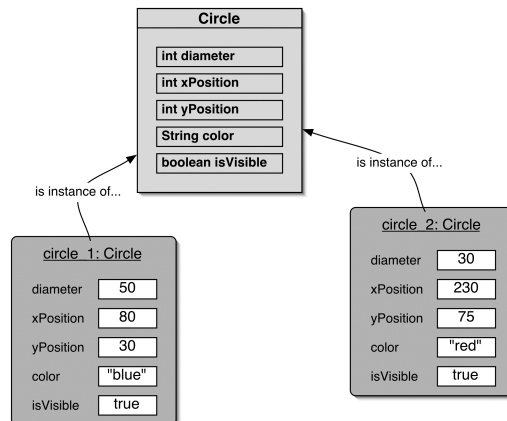 Circle
int diameter
int xPosition
int yPosition
String color
boolean isVisible
is instance of...
is instance of...
circle_1: Circle
diameter 50
xPosition 80
yPosition 30
color "blue"
isVisible true
circle_2: Circle
diameter 30
xPosition 230
yPosition 75
color "red"
isVisible true